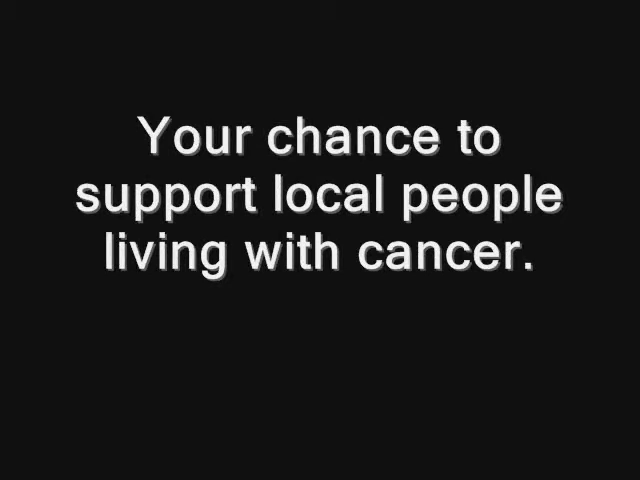 Your chance to
support local people
living with cancer.